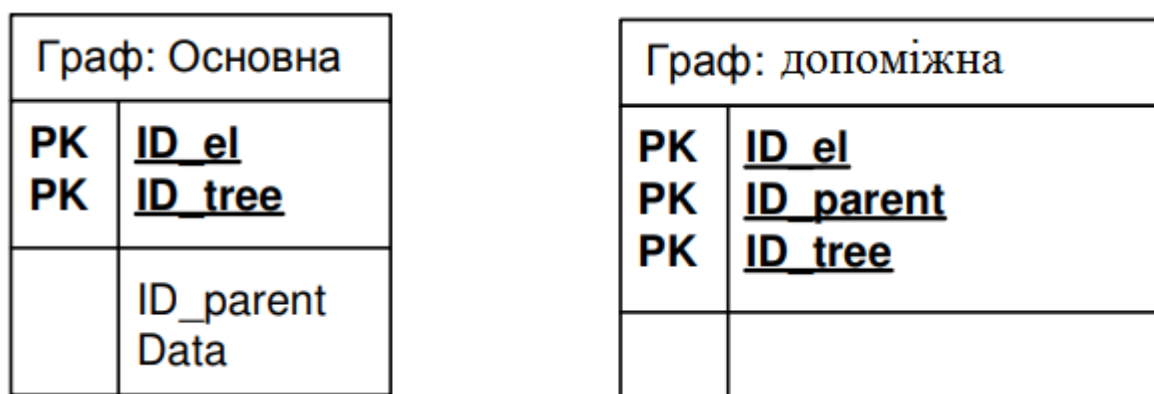 Граф: Основна
PK ID_el
PK ID_tree
ID_parent
Data
Граф: допоміжна
PK ID_el
PK ID_parent
PK ID_tree